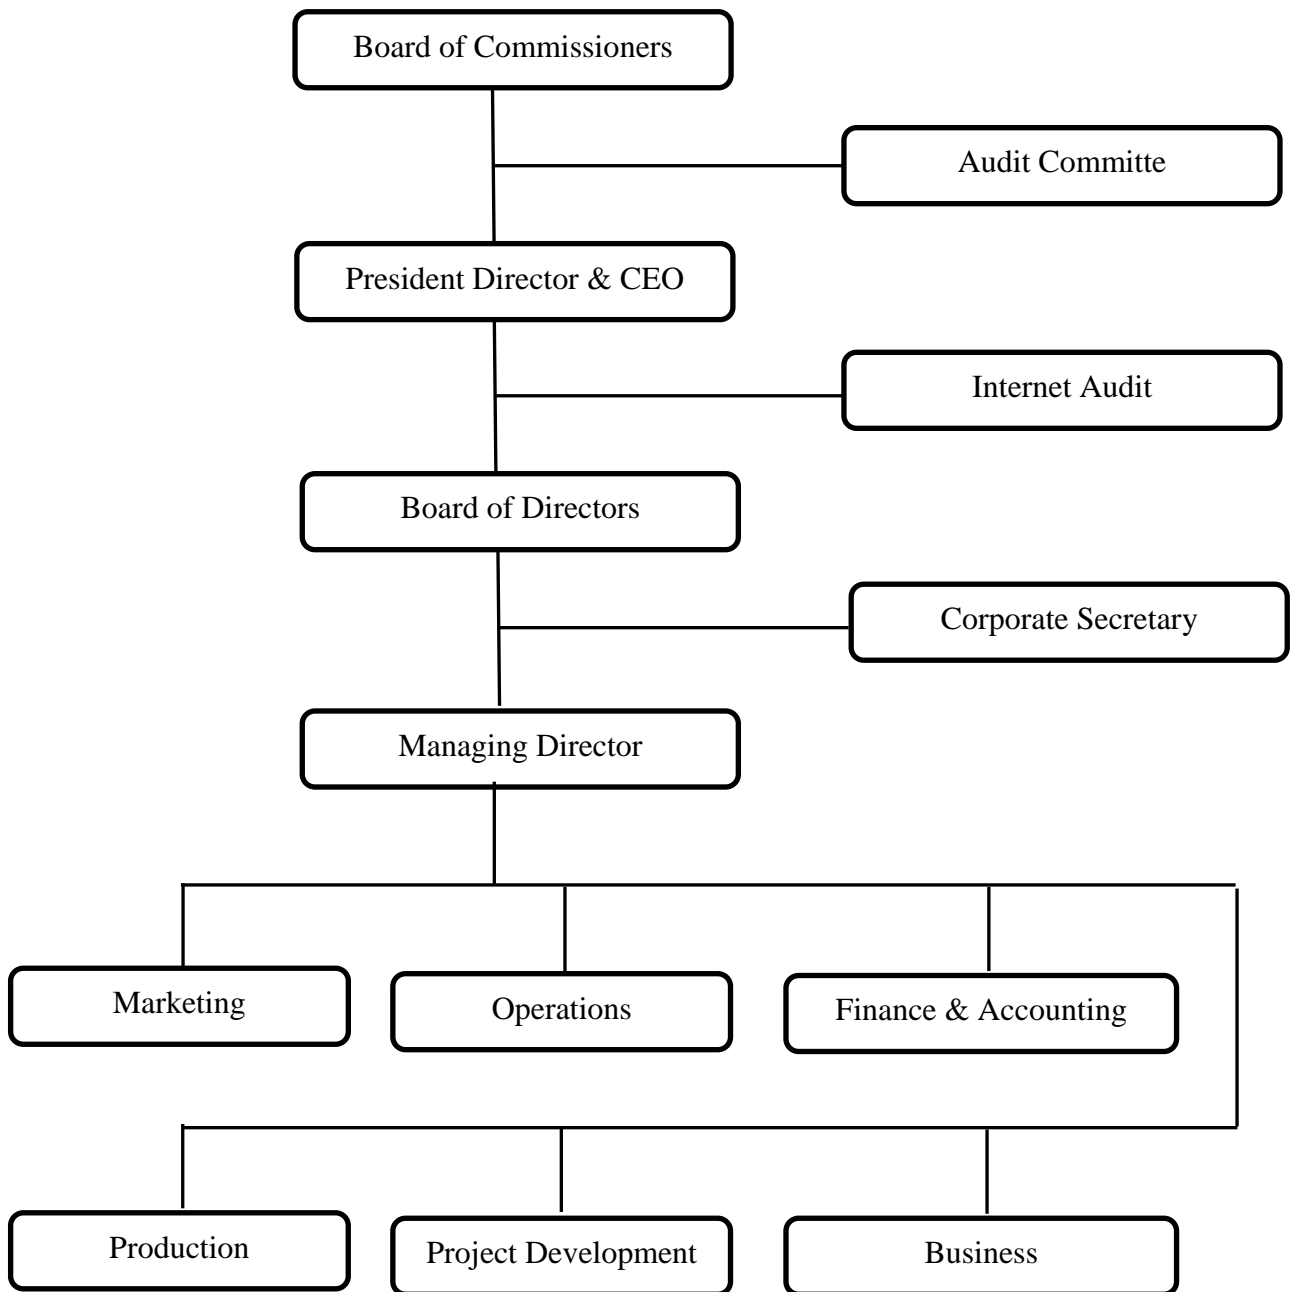 Board of Commissioners
Audit Committe
President Director & CEO
Internet Audit
Board of Directors
Corporate Secretary
Managing Director
Marketing
Operations
Finance & Accounting
Production
Project Development
Business